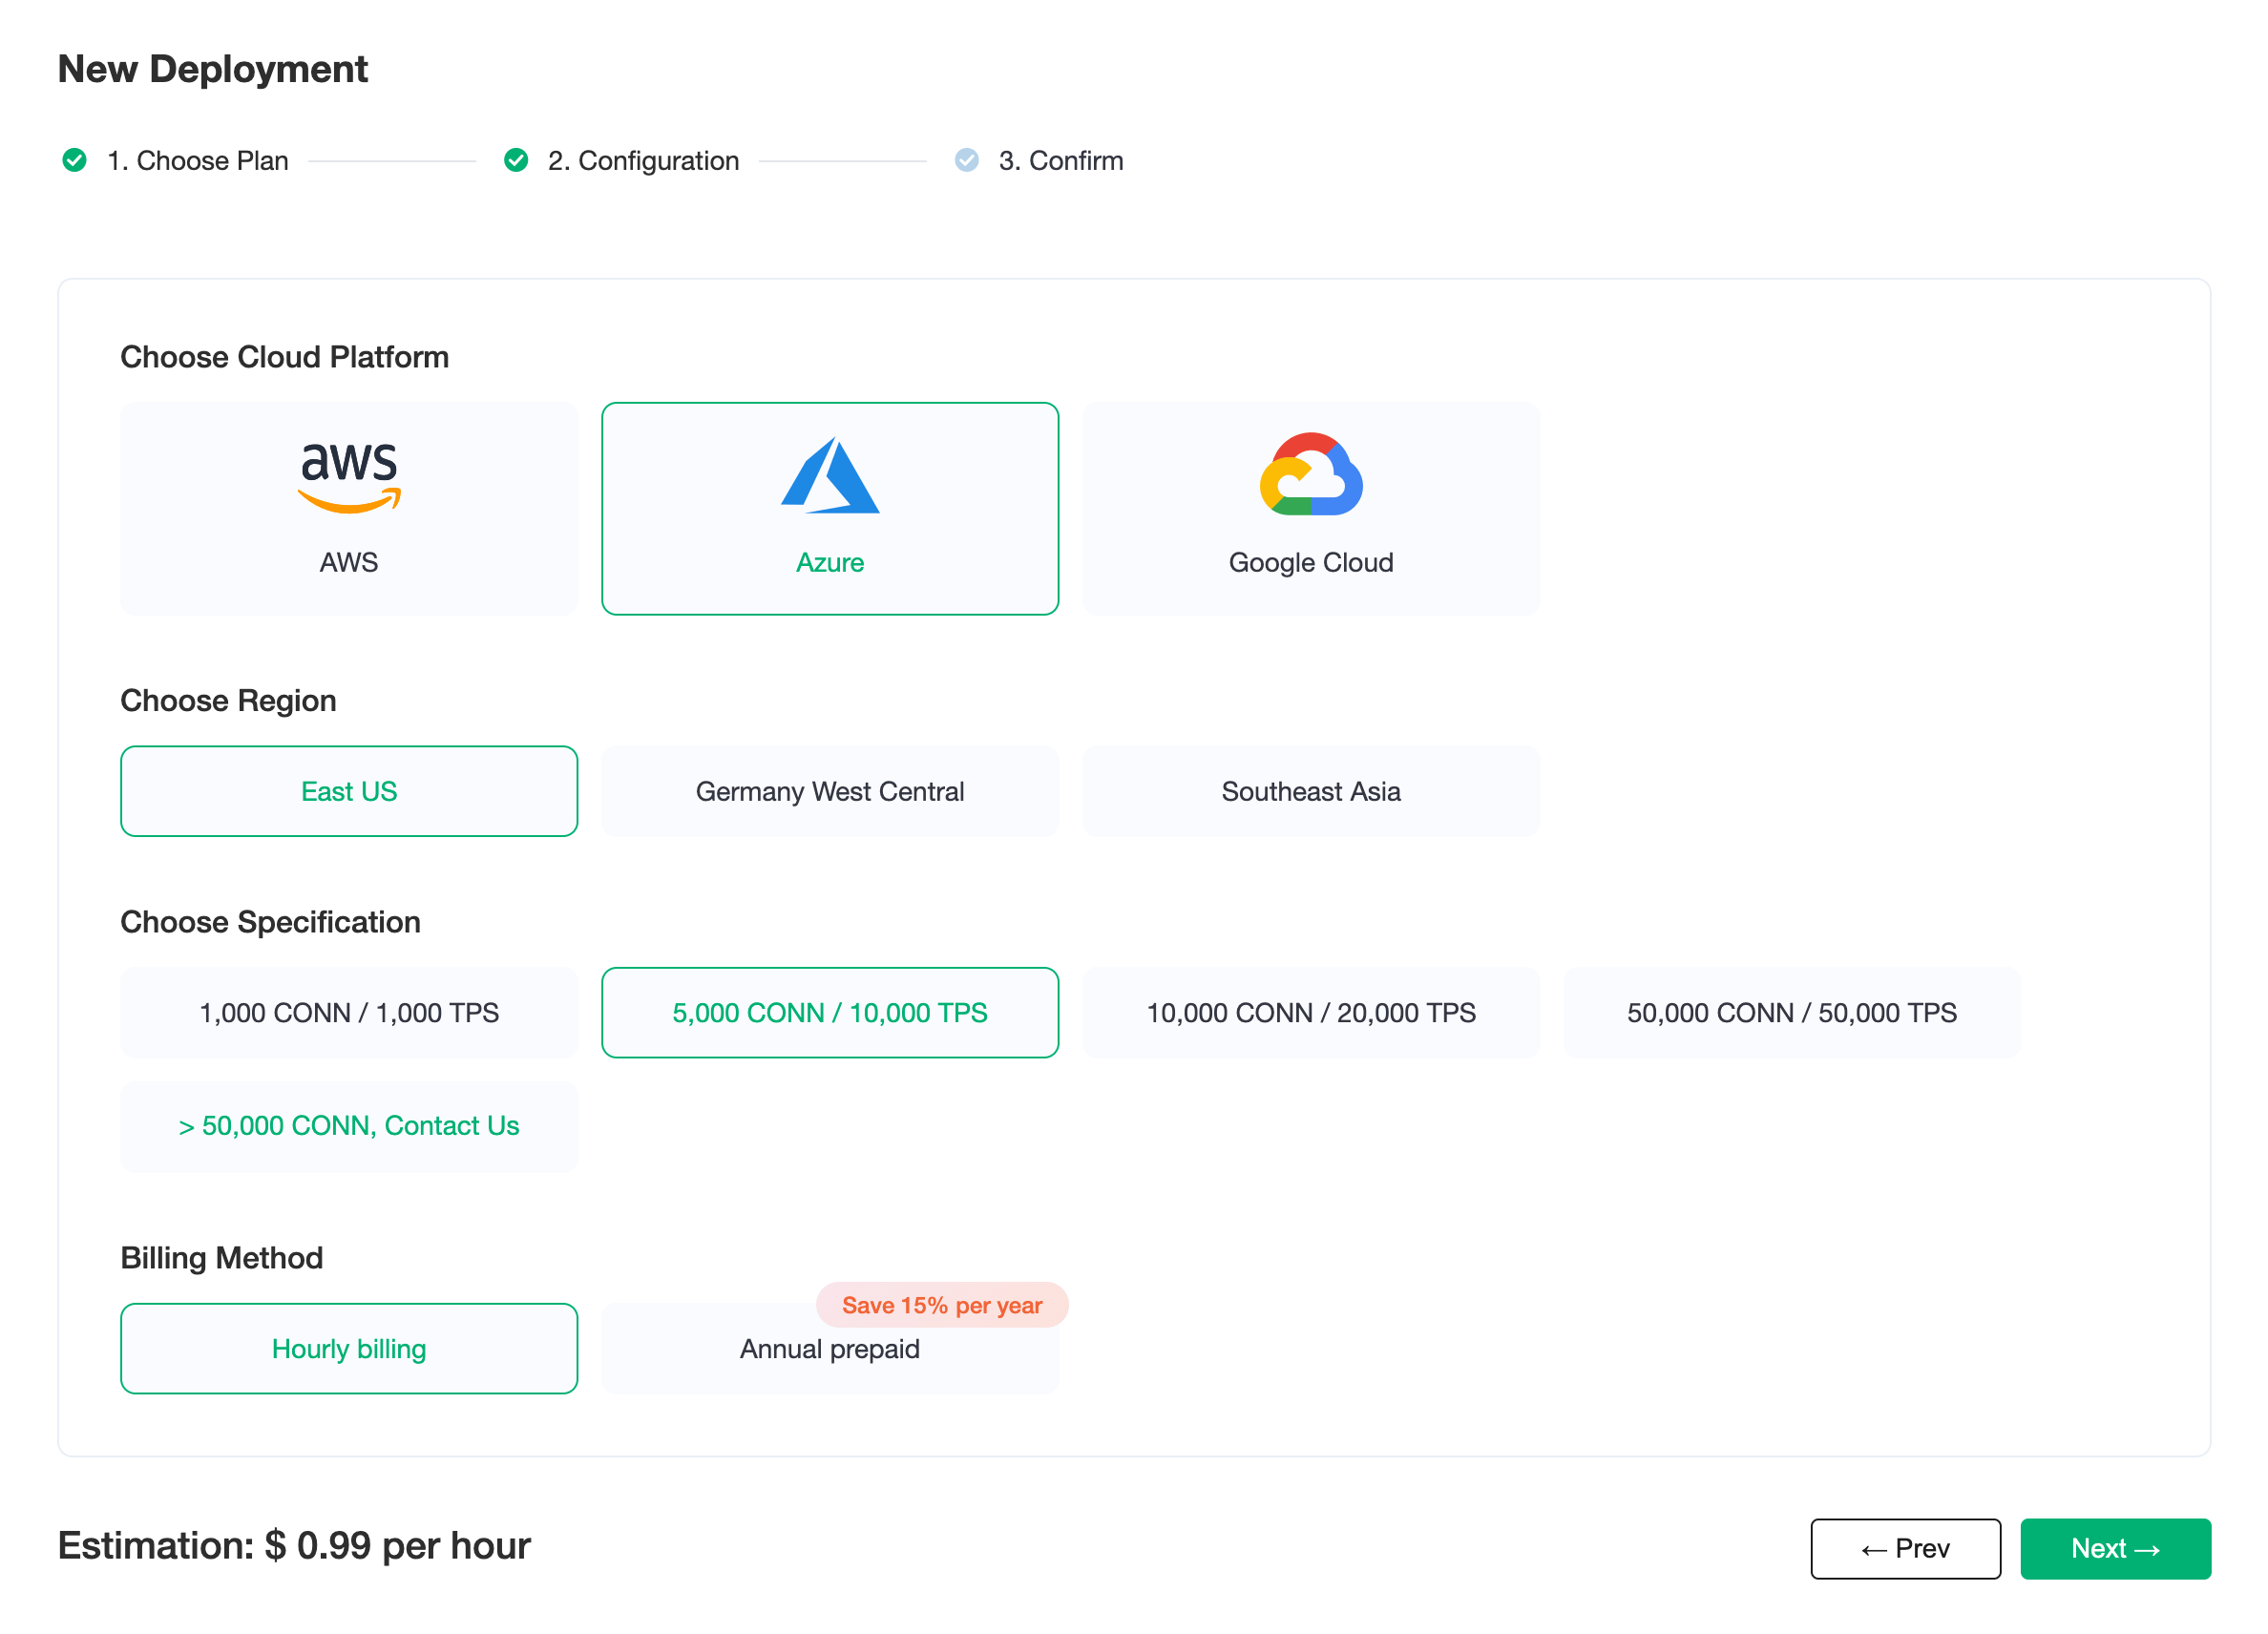 New Deployment
1. Choose Plan
2. Configuration
3. Confirm
Choose Cloud Platform
aws
AWS
Azure
Google Cloud
Choose Region
East US
Germany West Central
Southeast Asia
Choose Specification
1,000 CONN / 1,000 TPS
5,000 CONN / 10,000 TPS
10,000 CONN / 20,000 TPS
50,000 CONN / 50,000 TPS
> 50,000 CONN, Contact Us
Billing Method
Hourly billing
Save 15% per year
Annual prepaid
Estimation: $ 0.99 per hour
← Prev
Next →